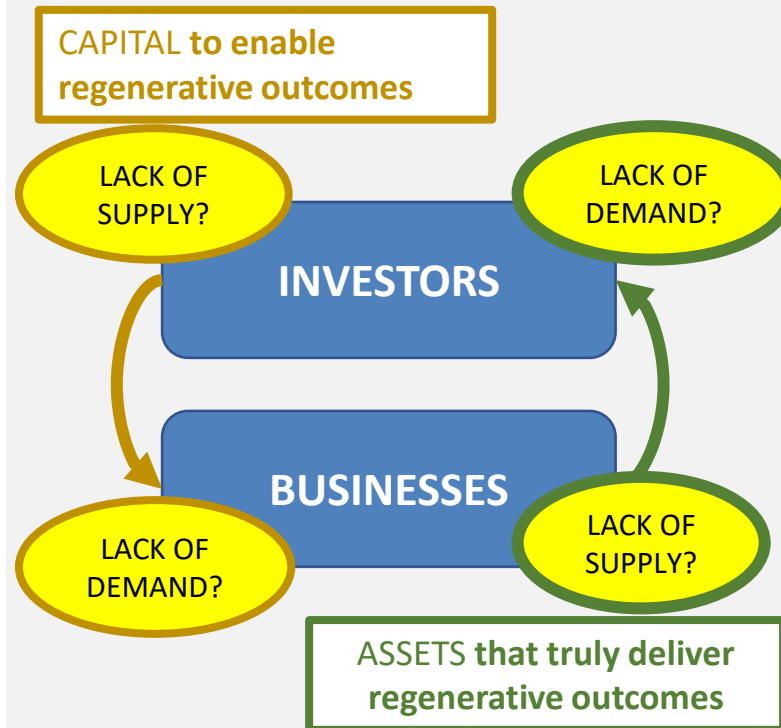 CAPITAL to enable
regenerative outcomes
LACK OF
SUPPLY?
LACK OF
DEMAND?
INVESTORS
BUSINESSES
LACK OF
DEMAND?
LACK OF
SUPPLY?
ASSETS that truly deliver
regenerative outcomes